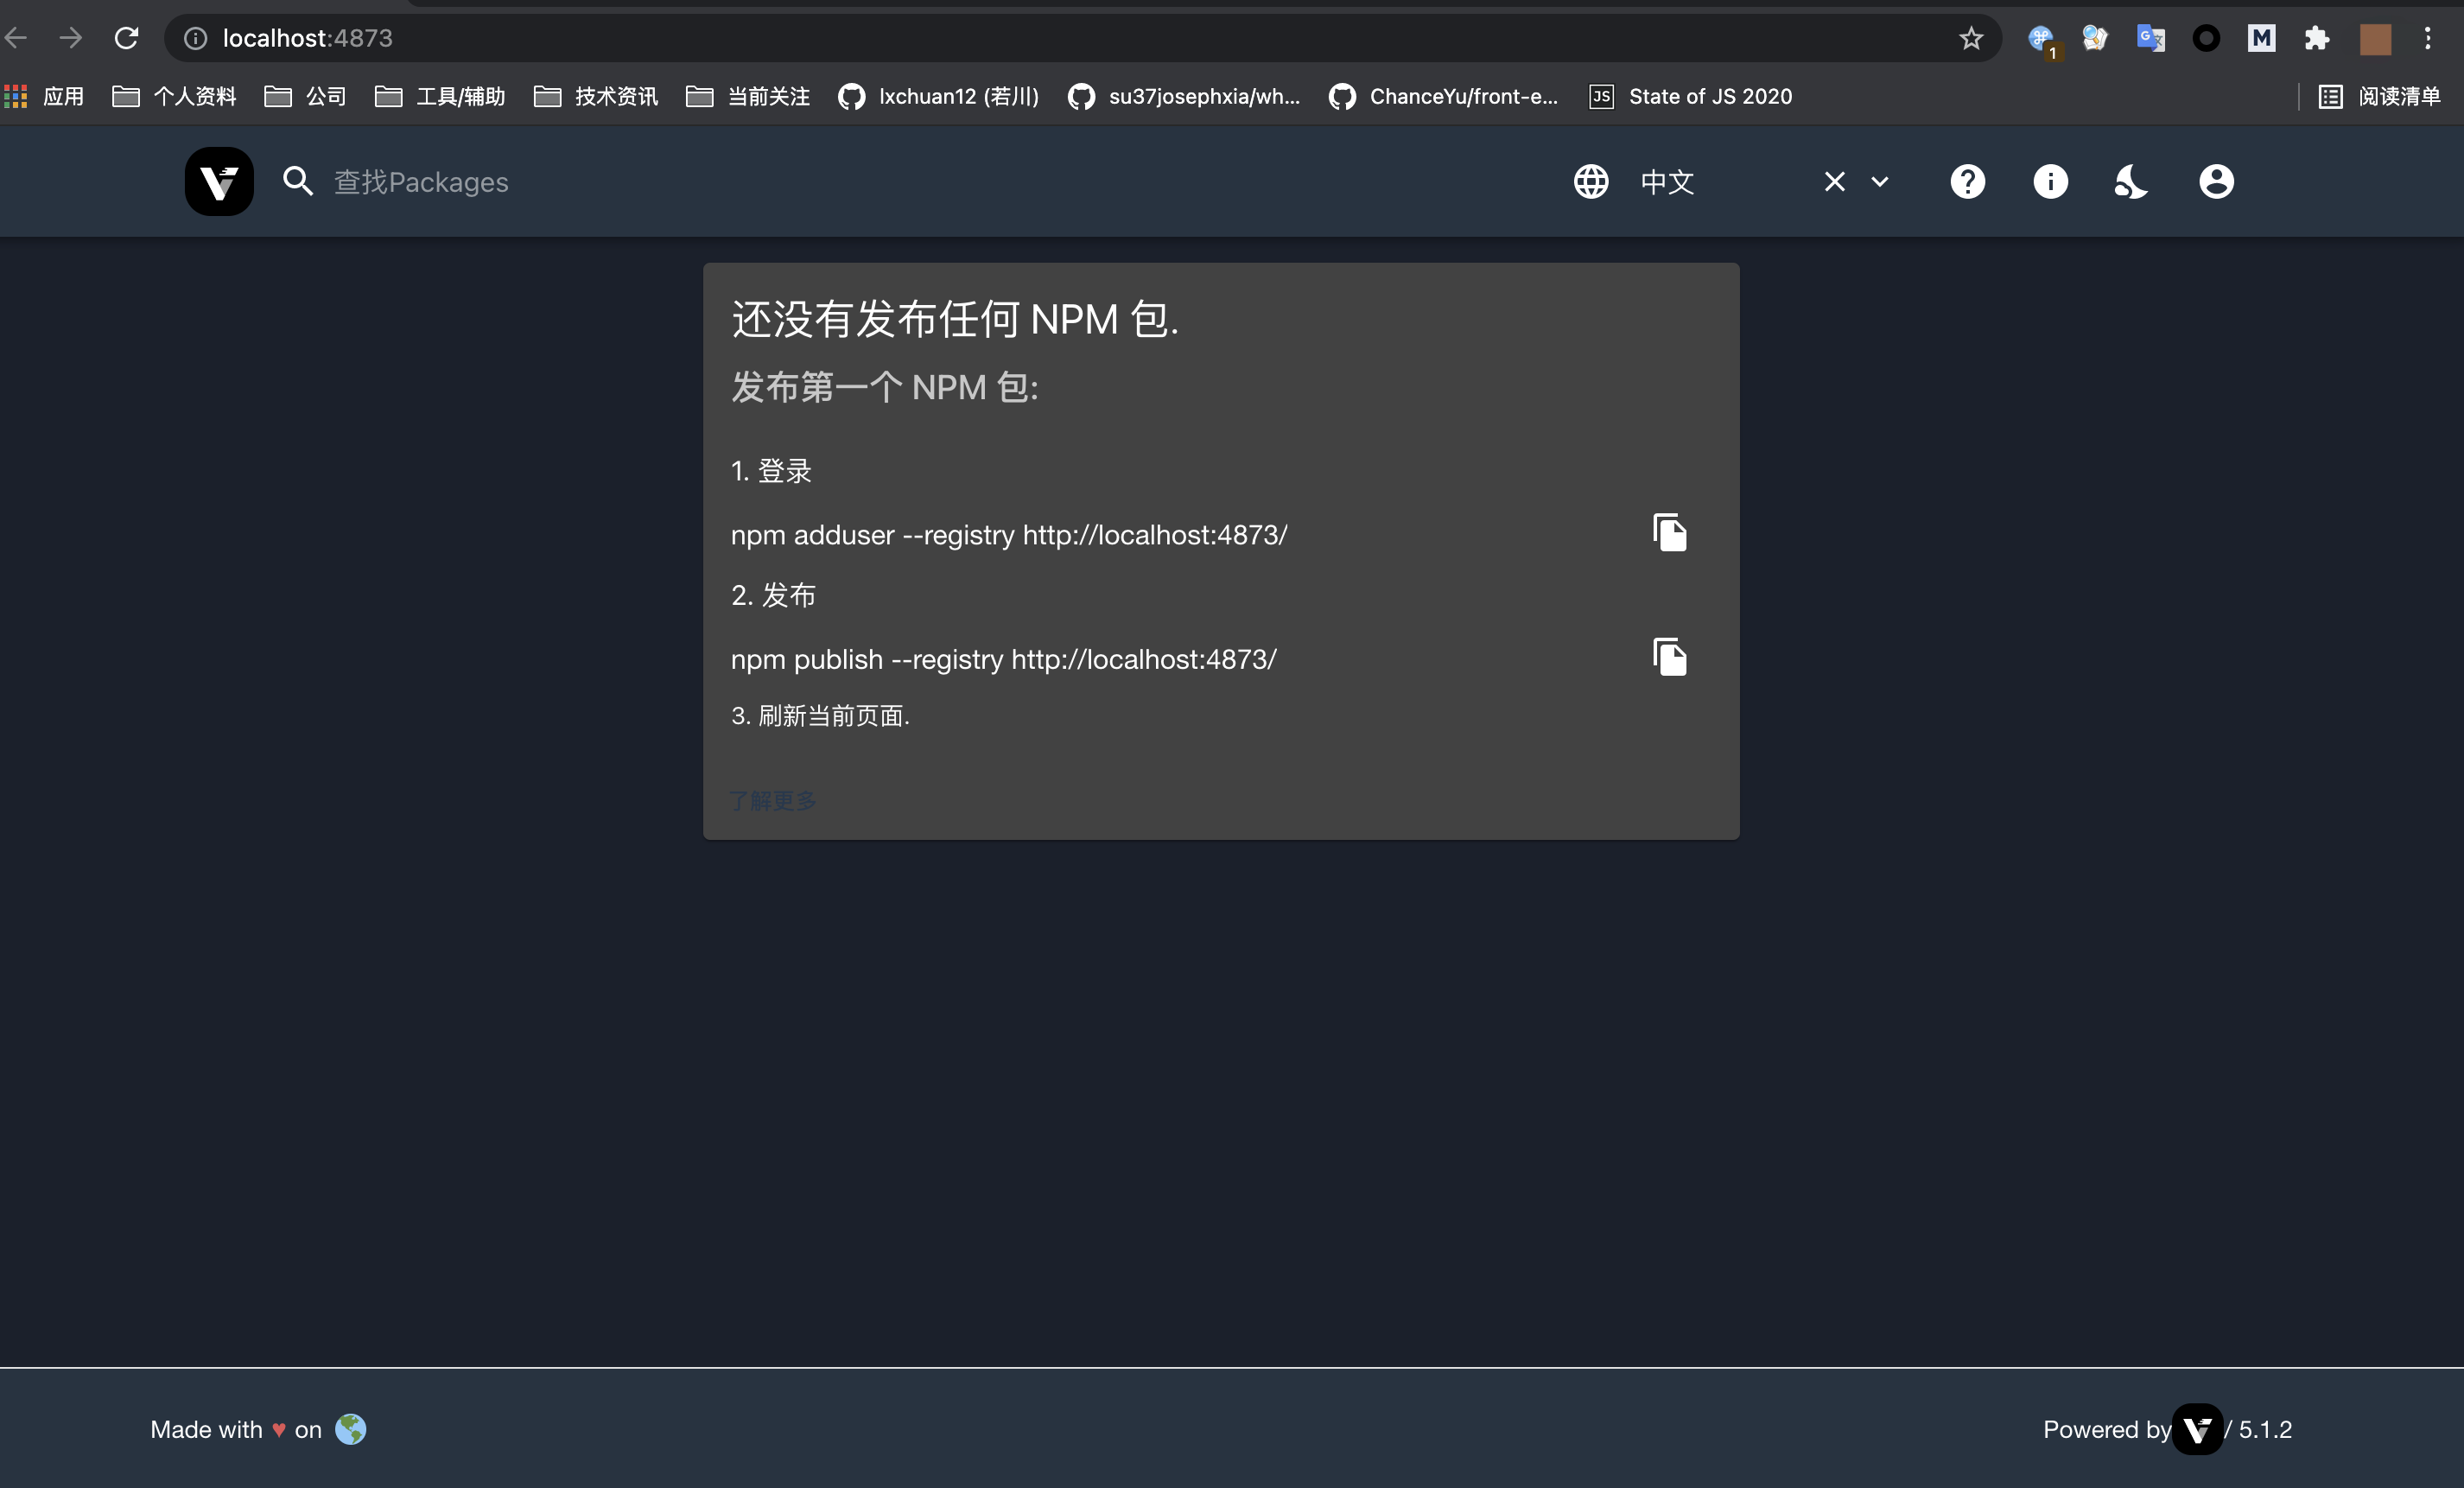 localhost:4873
1
应用 个人资料 公司 工具/辅助 技术资讯 当前关注 lxchuan12 (若川) su37josephxia/wh... ChanceYu/front-e... JS State of JS 2020 阅读清单
查找Packages 中文
还没有发布任何 NPM 包.
发布第一个 NPM 包:
1. 登录
npm adduser --registry http://localhost:4873/
2. 发布
npm publish --registry http://localhost:4873/
3. 刷新当前页面.
了解更多
Made with ♥ on
Powered by / 5.1.2